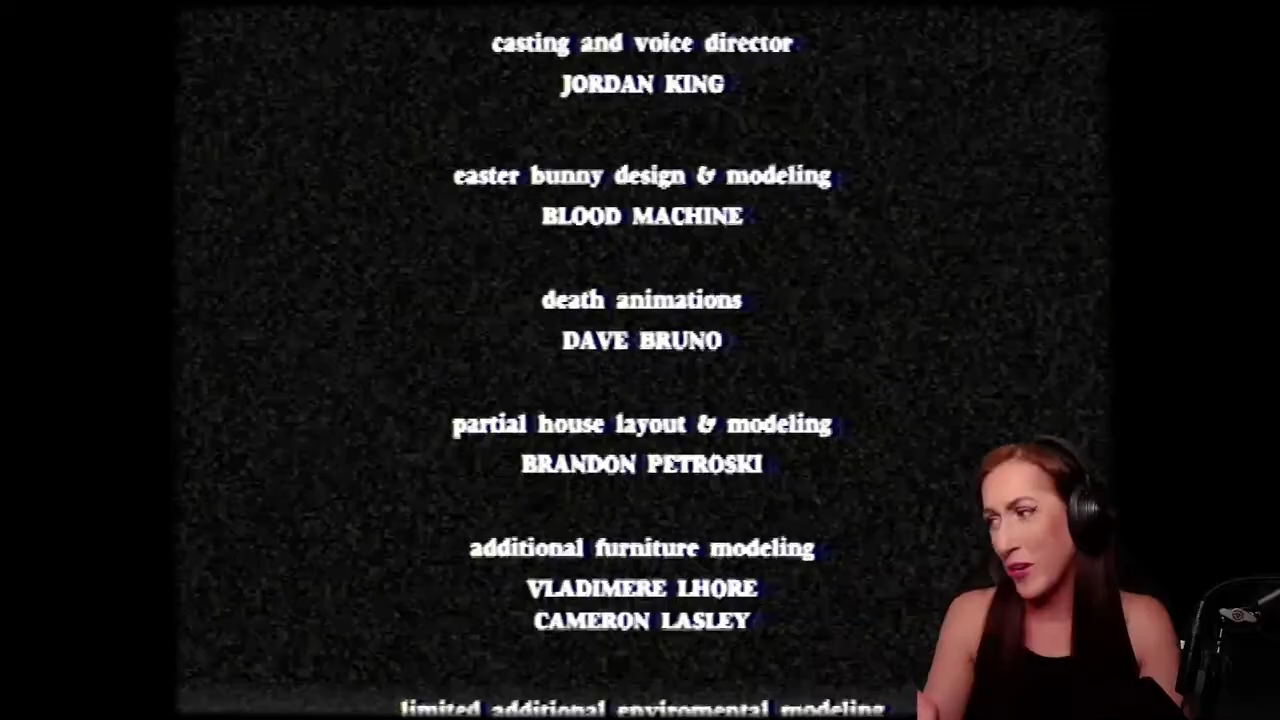 casting and voice director
JORDAN KING
easter bunny design & modeling
BLOOD MACHINE
death animations
DAVE BRUNO
partial house layout & modeling
BRANDON PETROSKI
additional furniture modeling
VLADIMERE LHORE
CAMERON LASLEY
limited additional enviromental modeling